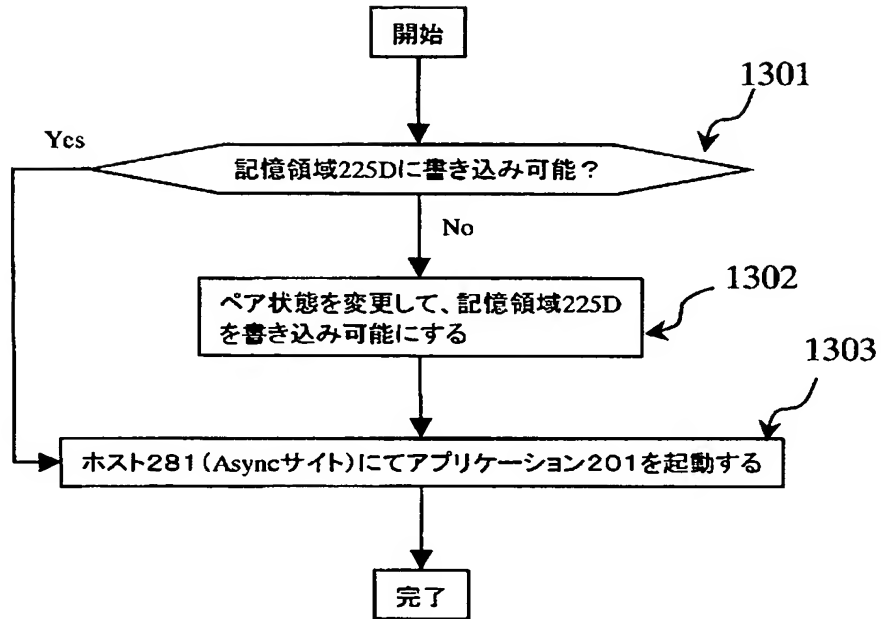 開始
1301
Yes
記憶領域225Dに書き込み可能？
No
1302
ペア状態を変更して、記憶領域225D
を書き込み可能にする
1303
ホスト281(Asyncサイト)にてアプリケーション201を起動する
完了